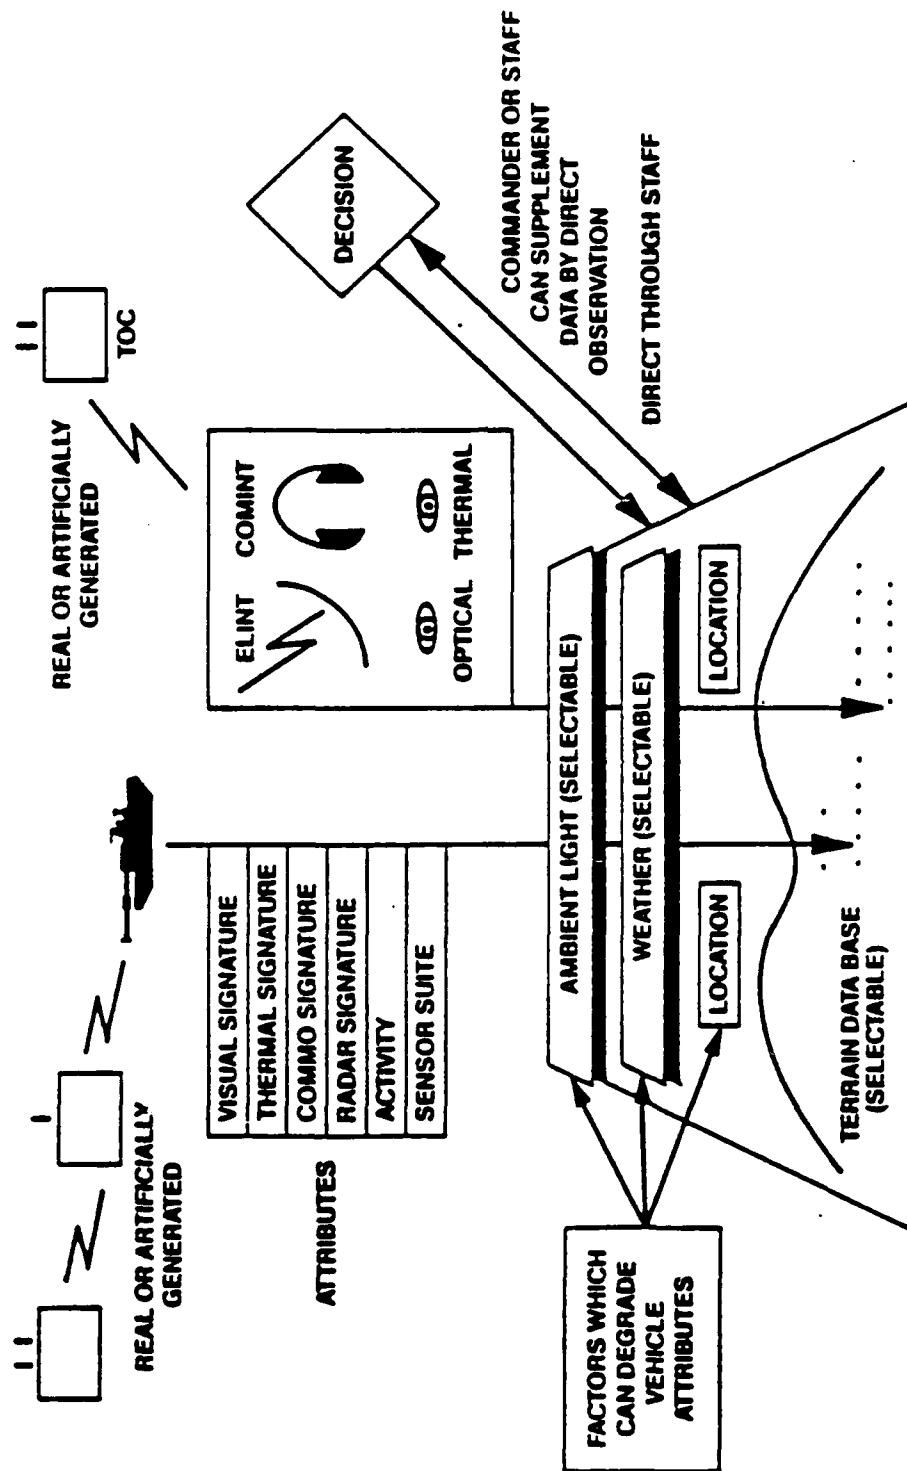 REAL OR ARTIFICIALLY
GENERATED
REAL OR ARTIFICIALLY
GENERATED
TOC
ATTRIBUTES
VISUAL SIGNATURE
THERMAL SIGNATURE
COMMO SIGNATURE
RADAR SIGNATURE
ACTIVITY
SENSOR SUITE
ELINT
COMINT
OPTICAL
THERMAL
DECISION
COMMANDER OR STAFF
CAN SUPPLEMENT
DATA BY DIRECT
OBSERVATION
DIRECT THROUGH STAFF
FACTORS WHICH
CAN DEGRADE
VEHICLE
ATTRIBUTES
AMBIENT LIGHT (SELECTABLE)
WEATHER (SELECTABLE)
LOCATION
LOCATION
TERRAIN DATA BASE
(SELECTABLE)